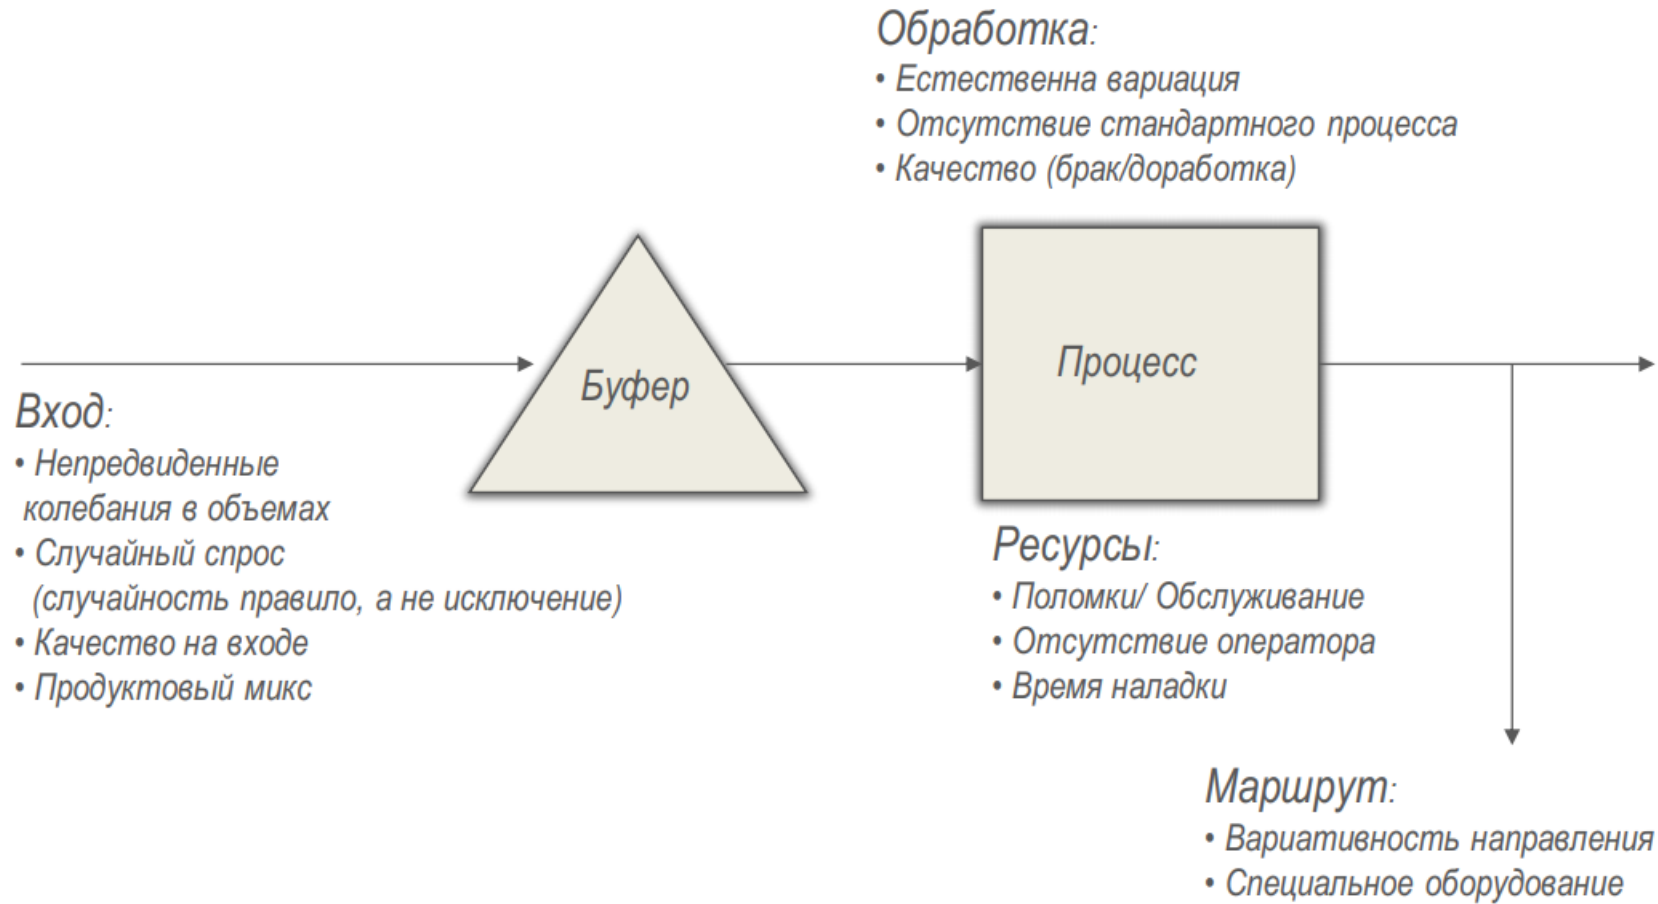 Обработка:
• Естественна вариация
• Отсутствие стандартного процесса
• Качество (брак/доработка)
Буфер
Процесс
Вход:
• Непредвиденные
колебания в объемах
• Случайный спрос
(случайность правило, а не исключение)
• Качество на входе
• Продуктовый микс
Ресурсы:
• Поломки/ Обслуживание
• Отсутствие оператора
• Время наладки
Маршрут:
• Вариативность направления
• Специальное оборудование